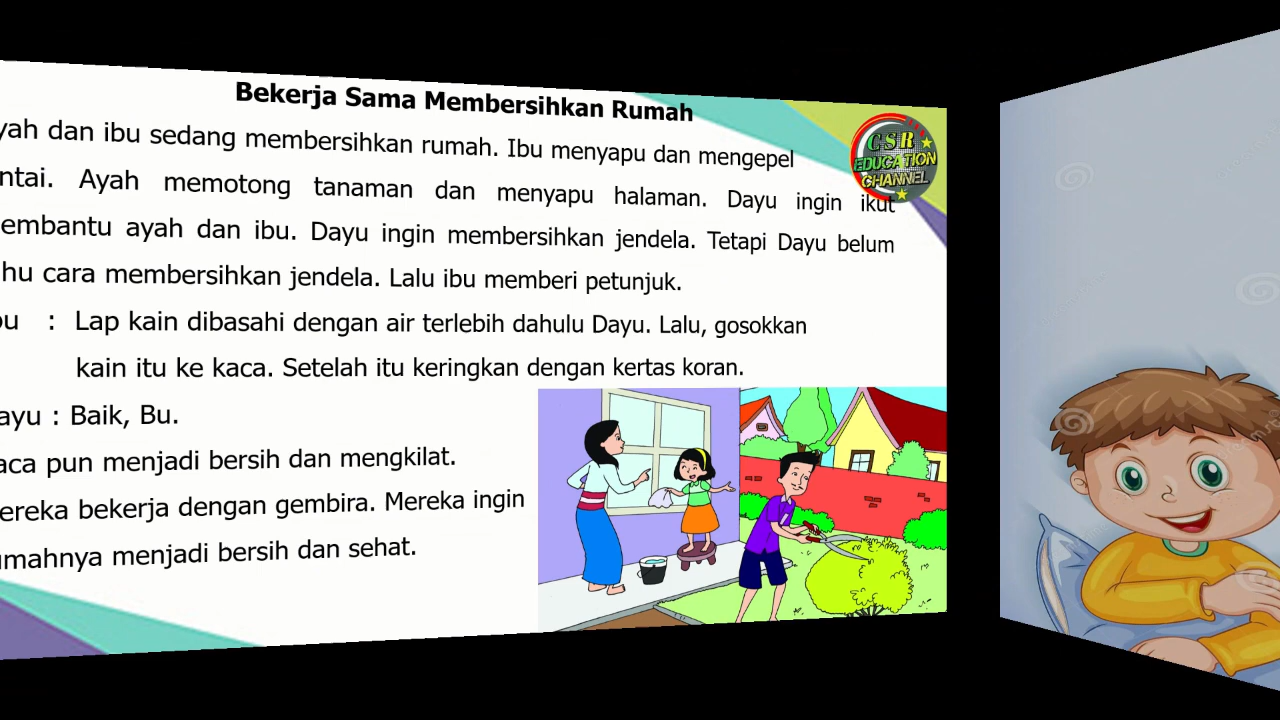 Bekerja Sama Membersihkan Rumah
yah dan ibu sedang membersihkan rumah. Ibu menyapu dan mengepel
ntai. Ayah memotong tanaman dan menyapu halaman. Dayu ingin ikut
embantu ayah dan ibu. Dayu ingin membersihkan jendela. Tetapi Dayu belum
hu cara membersihkan jendela. Lalu ibu memberi petunjuk.
bu : Lap kain dibasahi dengan air terlebih dahulu Dayu. Lalu, gosokkan
kain itu ke kaca. Setelah itu keringkan dengan kertas koran.
ayu : Baik, Bu.
aca pun menjadi bersih dan mengkilat.
ereka bekerja dengan gembira. Mereka ingin
umahnya menjadi bersih dan sehat.
CSR
EDUCATION
CHANNEL